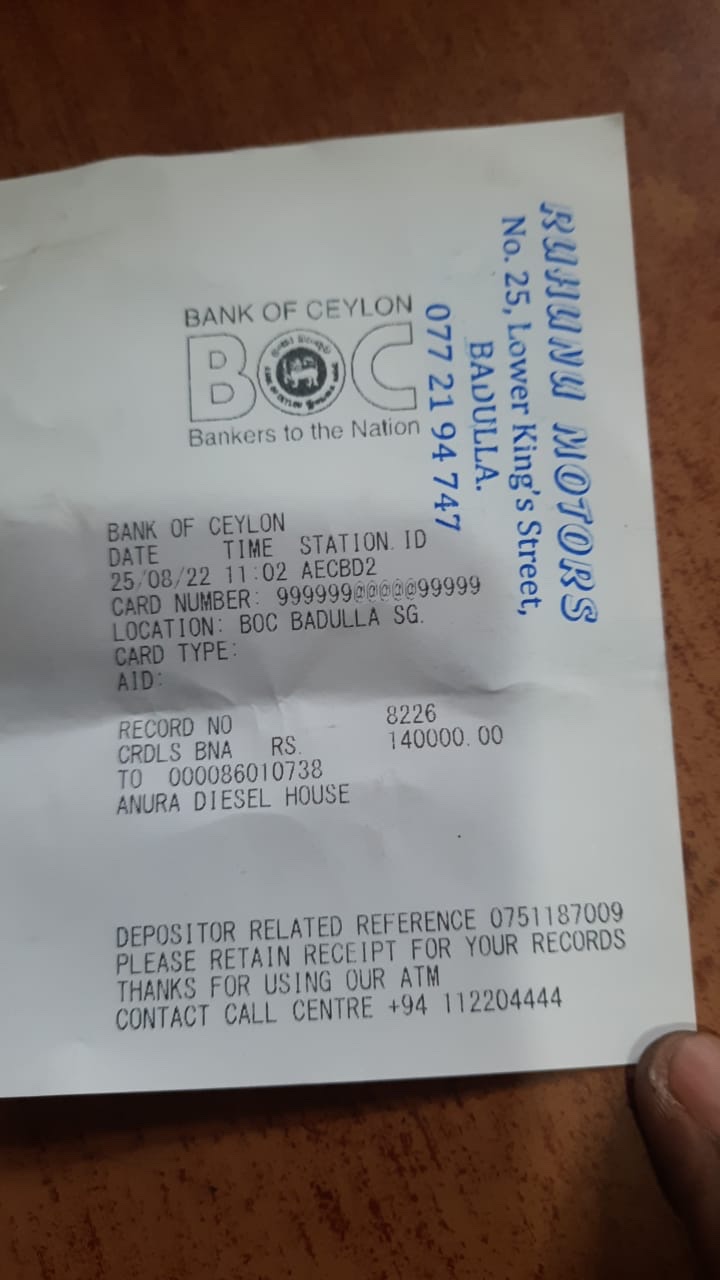 RUHUNU MOTORS
No. 25, Lower King's Street,
BADULLA.
077 21 94 747
BANK OF CEYLON
BOC
Bankers to the Nation
BANK OF CEYLON
DATE TIME STATION.ID
25/08/22 11:02 AECBD2
CARD NUMBER: 999999@@@@@99999
LOCATION: BOC BADULLA SG.
CARD TYPE:
AID:
RECORD NO 8226
CRDLS BNA RS. 140000.00
TO 000086010738
ANURA DIESEL HOUSE
DEPOSITOR RELATED REFERENCE 0751187009
PLEASE RETAIN RECEIPT FOR YOUR RECORDS
THANKS FOR USING OUR ATM
CONTACT CALL CENTRE +94 112204444